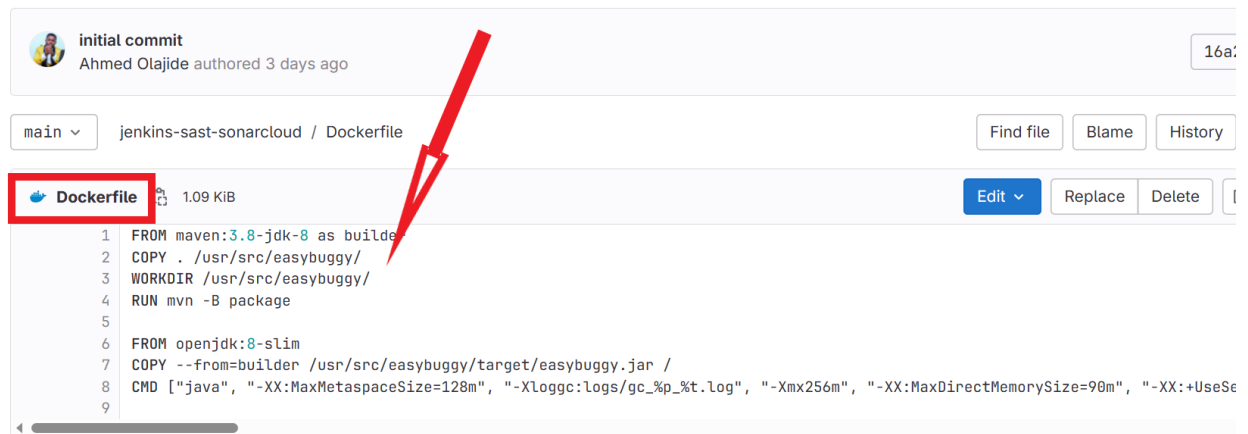 initial commit
Ahmed Olajide authored 3 days ago
16a2
main jenkins-sast-sonarcloud / Dockerfile Find file Blame History
Dockerfile 1.09 KiB Edit Replace Delete
1 FROM maven:3.8-jdk-8 as builder
2 COPY . /usr/src/easybuggy/
3 WORKDIR /usr/src/easybuggy/
4 RUN mvn -B package
5
6 FROM openjdk:8-slim
7 COPY --from=builder /usr/src/easybuggy/target/easybuggy.jar /
8 CMD ["java", "-XX:MaxMetaspaceSize=128m", "-Xloggc:logs/gc_%p_%t.log", "-Xmx256m", "-XX:MaxDirectMemorySize=90m", "-XX:+UseSe
9